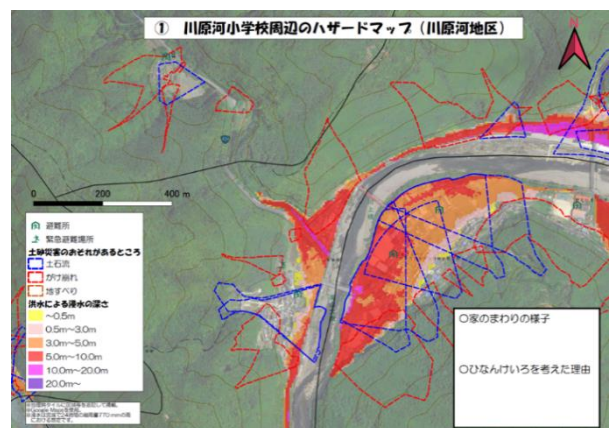 ① 川原河小学校周辺のハザードマップ（川原河地区）
N
0 200 400 m
避難所
緊急避難場所
土砂災害のおそれがあるところ
土石流
がけ崩れ
地すべり
洪水による浸水の深さ
～0.5m
0.5m～3.0m
3.0m～5.0m
5.0m～10.0m
10.0m～20.0m
20.0m～
〇家のまわりの様子
〇ひなんけいろを考えた理由